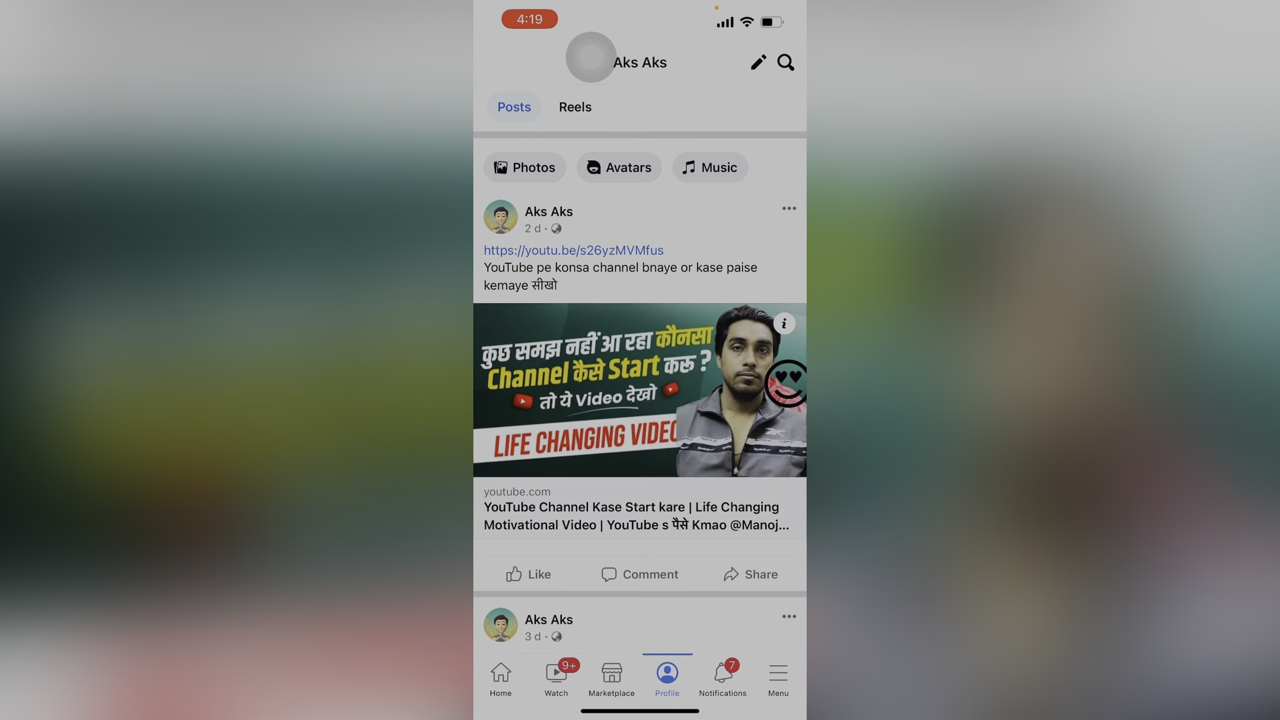 4:19
Aks Aks
Posts Reels
Photos Avatars Music
Aks Aks
2 d ·
https://youtu.be/s26yzMVMfus
YouTube pe konsa channel bnaye or kase paise
kemaye सीखो
कुछ समझ नहीं आ रहा कौनसा
Channel कैसे Start करू ?
तो ये Video देखो
LIFE CHANGING VIDEO
youtube.com
YouTube Channel Kase Start kare | Life Changing
Motivational Video | YouTube s पैसे Kmao @Manoj...
Like Comment Share
Aks Aks
3 d ·
9+ 7
Home Watch Marketplace Profile Notifications Menu